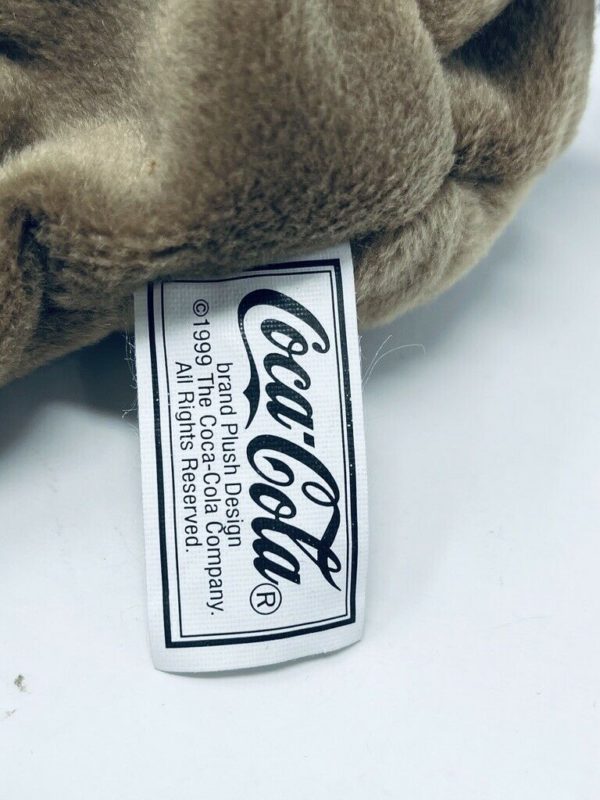 Coca-Cola®
brand Plush Design
©1999 The Coca-Cola Company.
All Rights Reserved.